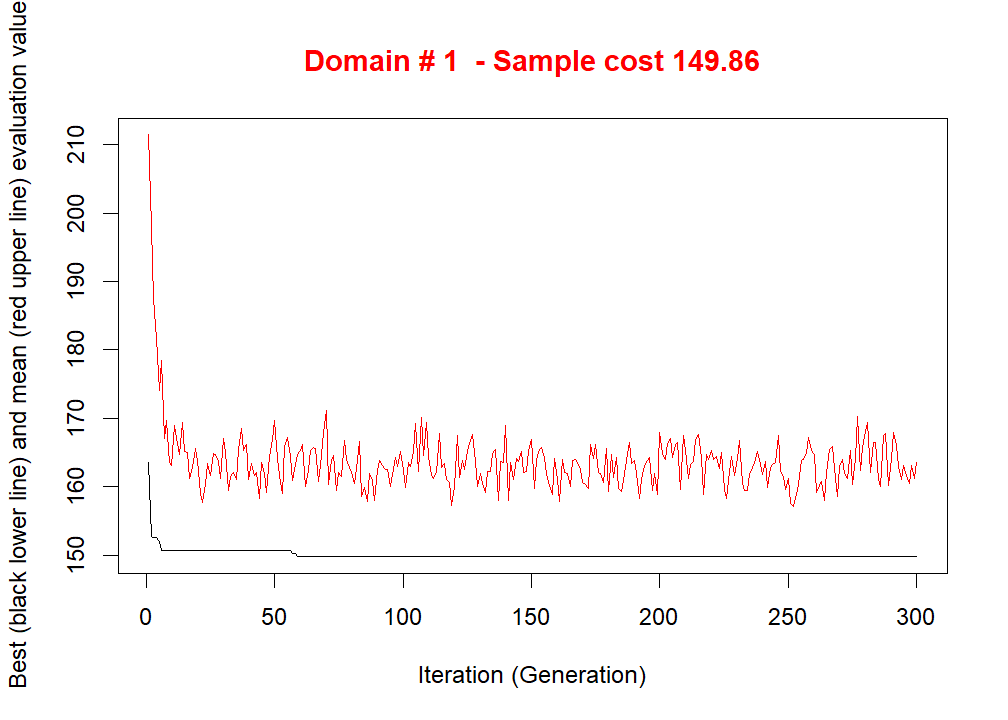 Domain # 1  - Sample cost 149.86
Best (black lower line) and mean (red upper line) evaluation value
210
200
190
180
170
160
150
0 50 100 150 200 250 300
Iteration (Generation)